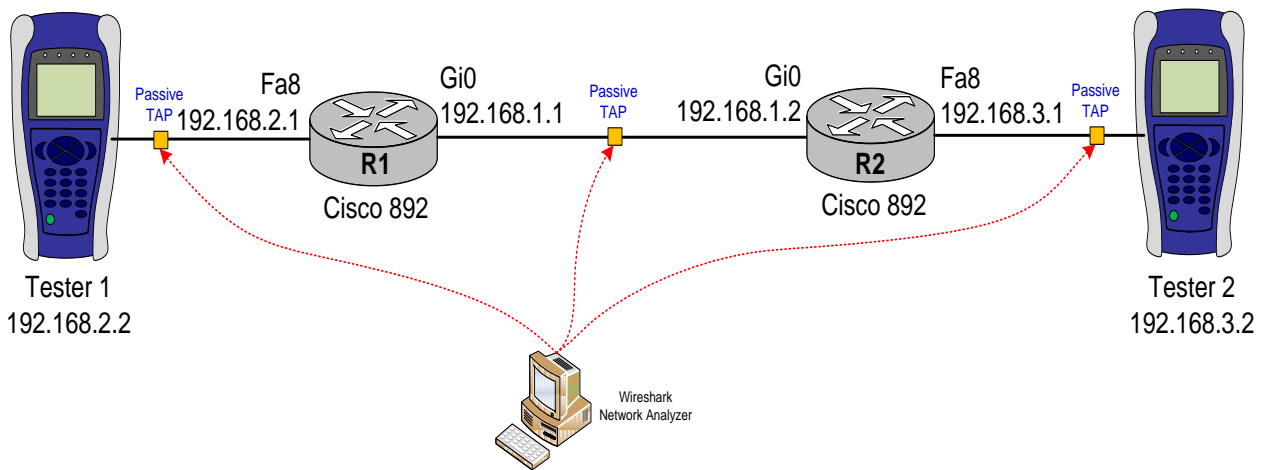 Passive
TAP
Fa8
192.168.2.1
Gi0
192.168.1.1
R1
Cisco 892
Passive
TAP
Gi0
192.168.1.2
Fa8
192.168.3.1
R2
Cisco 892
Passive
TAP
Tester 1
192.168.2.2
Tester 2
192.168.3.2
Wireshark
Network Analyzer